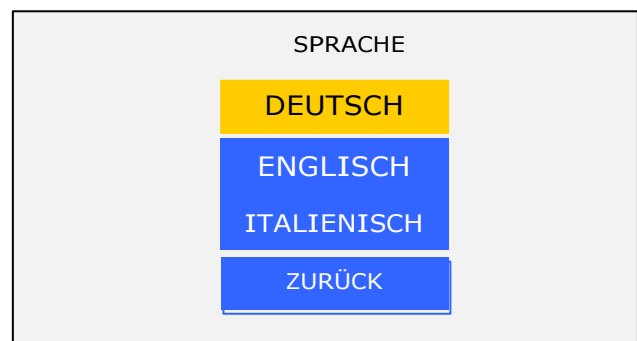 SPRACHE
DEUTSCH
ENGLISCH
ITALIENISCH
ZURÜCK